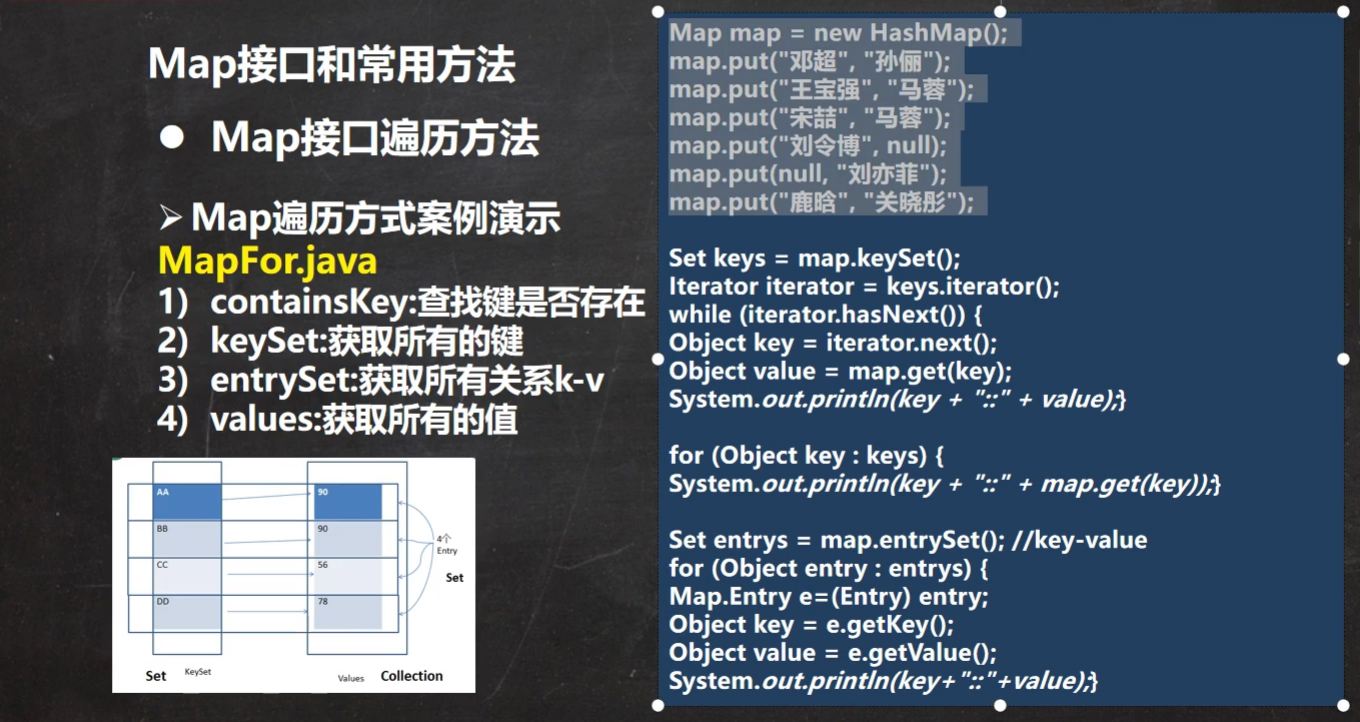 Map接口和常用方法
● Map接口遍历方法
➢ Map遍历方式案例演示
MapFor.java
1) containsKey:查找键是否存在
2) keySet:获取所有的键
3) entrySet:获取所有关系k-v
4) values:获取所有的值
AA 90
BB 90
CC 56
DD 78
4个
Entry
Set
Set KeySet Values Collection
Map map = new HashMap();
map.put("邓超", "孙俪");
map.put("王宝强", "马蓉");
map.put("宋喆", "马蓉");
map.put("刘令博", null);
map.put(null, "刘亦菲");
map.put("鹿晗", "关晓彤");
Set keys = map.keySet();
Iterator iterator = keys.iterator();
while (iterator.hasNext()) {
Object key = iterator.next();
Object value = map.get(key);
System.out.println(key + "::" + value);}
for (Object key : keys) {
System.out.println(key + "::" + map.get(key));}
Set entrys = map.entrySet(); //key-value
for (Object entry : entrys) {
Map.Entry e=(Entry) entry;
Object key = e.getKey();
Object value = e.getValue();
System.out.println(key+"::"+value);}